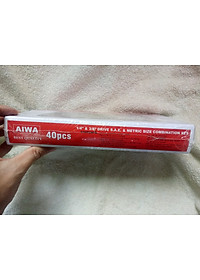 AIWA
40pcs
1/4" & 3/8" DRIVE S.A.E. & METRIC SIZE COMBINATION SET